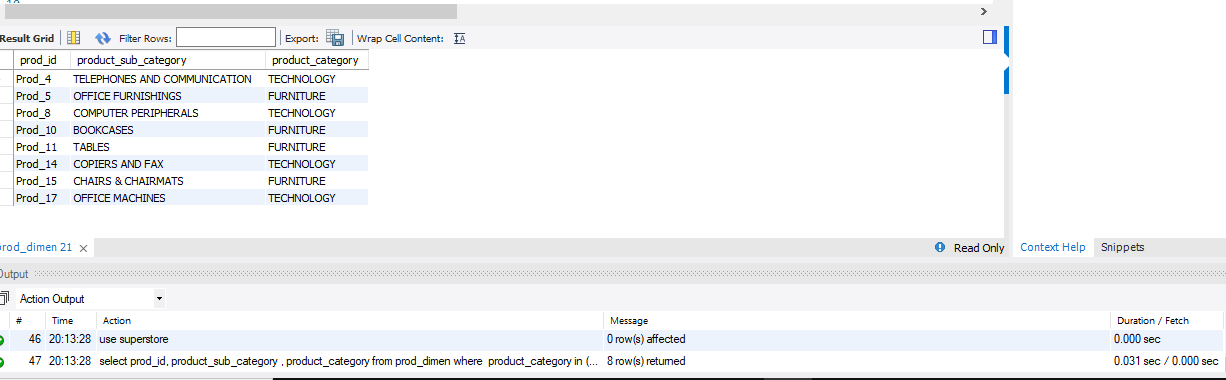 Result Grid Filter Rows: Export: Wrap Cell Content:
prod_id product_sub_category product_category
Prod_4 TELEPHONES AND COMMUNICATION TECHNOLOGY
Prod_5 OFFICE FURNISHINGS FURNITURE
Prod_8 COMPUTER PERIPHERALS TECHNOLOGY
Prod_10 BOOKCASES FURNITURE
Prod_11 TABLES FURNITURE
Prod_14 COPIERS AND FAX TECHNOLOGY
Prod_15 CHAIRS & CHAIRMATS FURNITURE
Prod_17 OFFICE MACHINES TECHNOLOGY
prod_dimen 21 Read Only Context Help Snippets
Output
Action Output
# Time Action Message Duration / Fetch
46 20:13:28 use superstore 0 row(s) affected 0.000 sec
47 20:13:28 select prod_id, product_sub_category , product_category from prod_dimen where product_category in (... 8 row(s) returned 0.031 sec / 0.000 sec